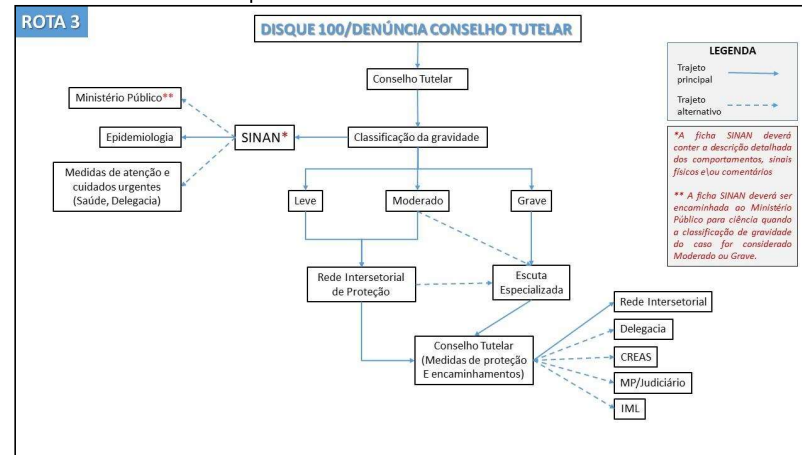 ROTA 3
DISQUE 100/DENÚNCIA CONSELHO TUTELAR
LEGENDA
Trajeto
principal
Trajeto
alternativo
*A ficha SINAN deverá
conter a descrição detalhada
dos comportamentos, sinais
físicos e\ou comentários
** A ficha SINAN deverá ser
encaminhada ao Ministério
Público para ciência quando
a classificação de gravidade
do caso for considerado
Moderado ou Grave.
Conselho Tutelar
Ministério Público**
Epidemiologia
SINAN*
Classificação da gravidade
Medidas de atenção e
cuidados urgentes
(Saúde, Delegacia)
Leve
Moderado
Grave
Rede Intersetorial
de Proteção
Escuta
Especializada
Conselho Tutelar
(Medidas de proteção
E encaminhamentos)
Rede Intersetorial
Delegacia
CREAS
MP/Judiciário
IML